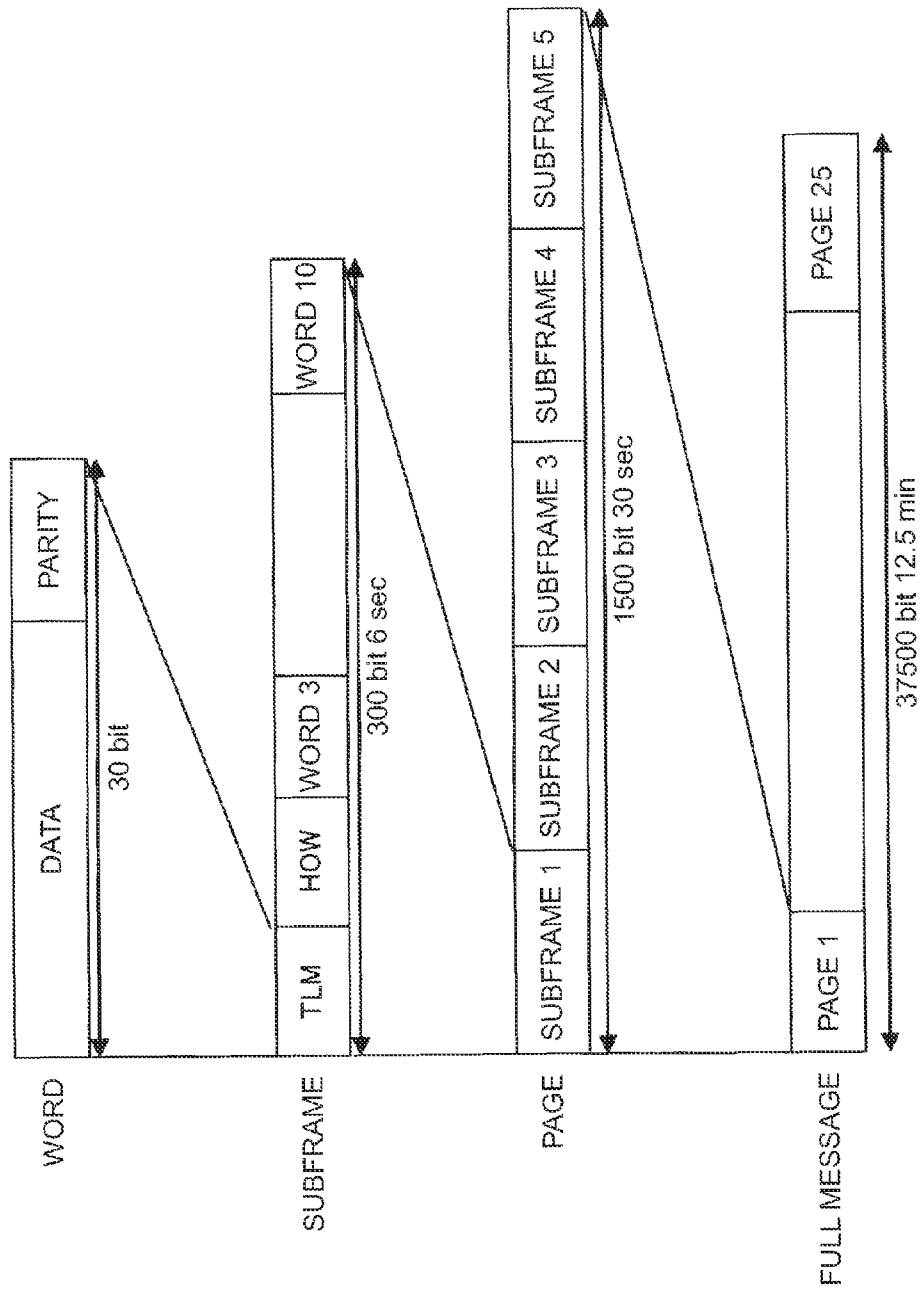 WORD
DATA
PARITY
30 bit
SUBFRAME
TLM
HOW
WORD 3
WORD 10
300 bit 6 sec
PAGE
SUBFRAME 1
SUBFRAME 2
SUBFRAME 3
SUBFRAME 4
SUBFRAME 5
1500 bit 30 sec
FULL MESSAGE
PAGE 1
PAGE 25
37500 bit 12.5 min